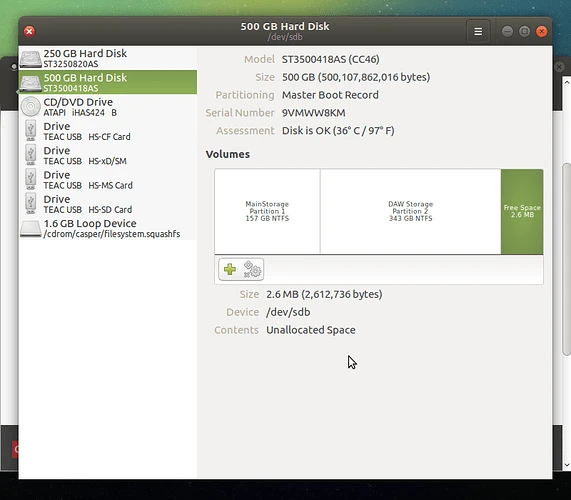 500 GB Hard Disk
/dev/sdb
250 GB Hard Disk
ST3250820AS
500 GB Hard Disk
ST3500418AS
CD/DVD Drive
ATAPI iHAS424 B
Drive
TEAC USB HS-CF Card
Drive
TEAC USB HS-xD/SM
Drive
TEAC USB HS-MS Card
Drive
TEAC USB HS-SD Card
1.6 GB Loop Device
/cdrom/casper/filesystem.squashfs
Model ST3500418AS (CC46)
Size 500 GB (500,107,862,016 bytes)
Partitioning Master Boot Record
Serial Number 9VMWW8KM
Assessment Disk is OK (36° C / 97° F)
Volumes
MainStorage
Partition 1
157 GB NTFS
DAW Storage
Partition 2
343 GB NTFS
Free Space
2.6 MB
Size 2.6 MB (2,612,736 bytes)
Device /dev/sdb
Contents Unallocated Space